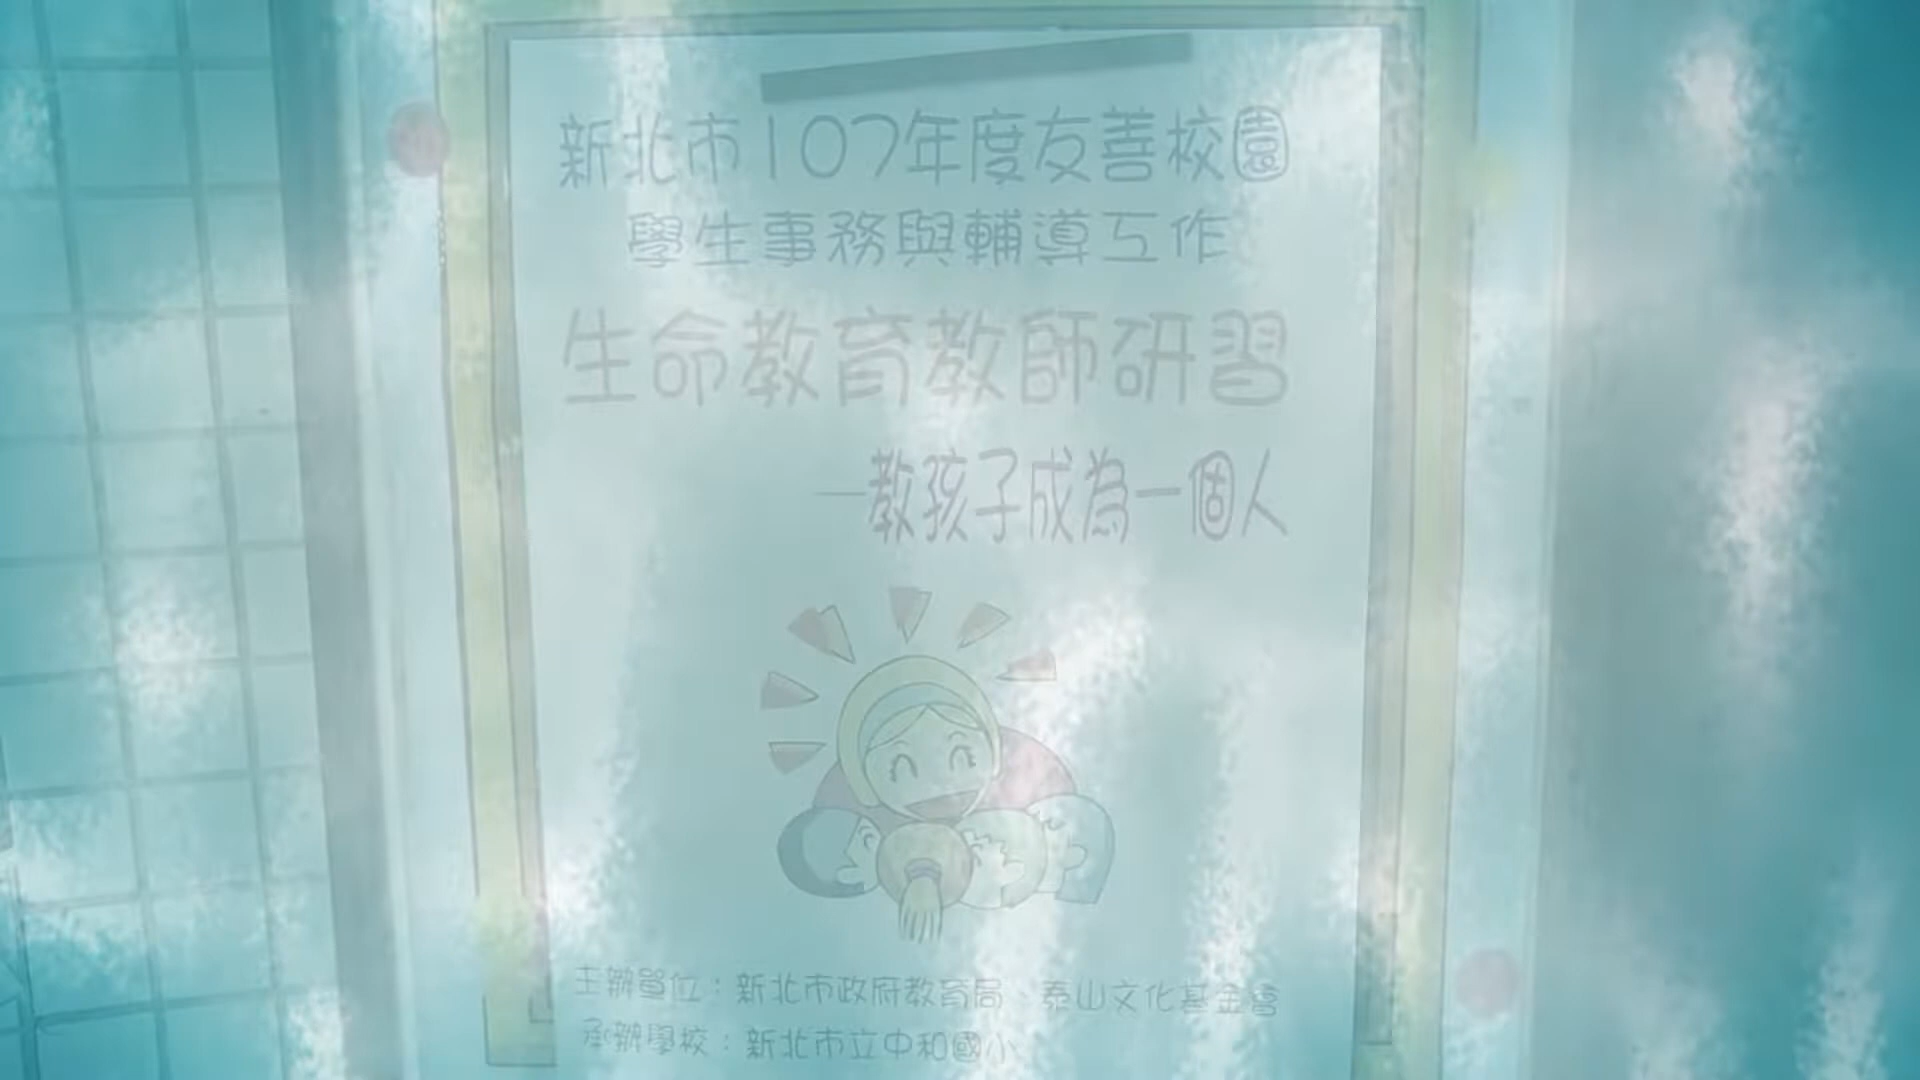 新北市107年度友善校園
學生事務與輔導工作
生命教育教師研習
—教孩子成為一個人
主辦單位：新北市政府教育局、泰山文化基金會
承辦學校：新北市立中和國小